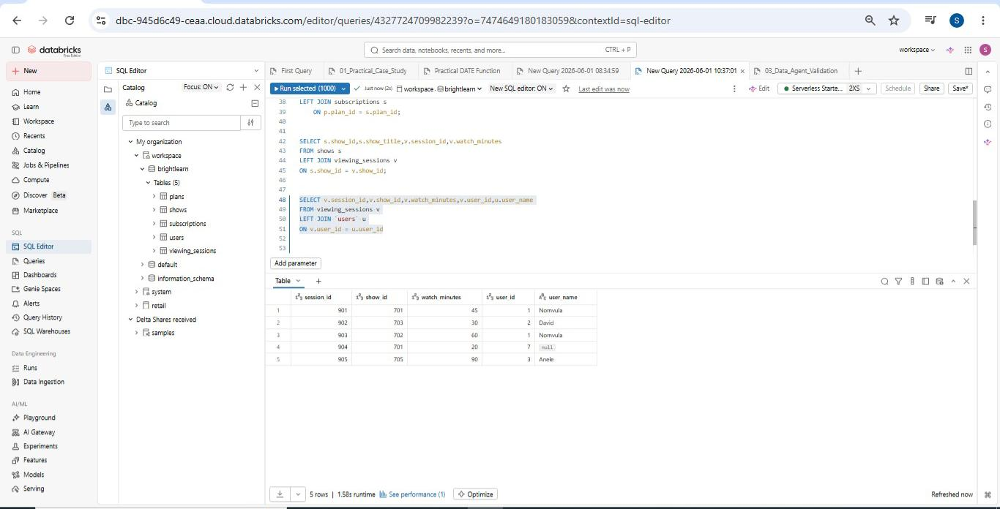 dbc-945d6c49-ceaa.cloud.databricks.com/editor/queries/4327724709982239?o=7474649180183059&contextId=sql-editor
S
databricks
Free Edition
Search data, notebooks, recents, and more...
CTRL + P
workspace
S
New
Home
Learn
Workspace
Recents
Catalog
Jobs & Pipelines
Compute
Discover Beta
Marketplace
SQL
SQL Editor
Queries
Dashboards
Genie Spaces
Alerts
Query History
SQL Warehouses
Data Engineering
Runs
Data Ingestion
AI/ML
Playground
AI Gateway
Experiments
Features
Models
Serving
SQL Editor
Catalog
Focus: ON
Catalog
Type to search
My organization
workspace
brightlearn
Tables (5)
plans
shows
subscriptions
users
viewing_sessions
default
information_schema
system
retail
Delta Shares received
samples
First Query
01_Practical_Case_Study
Practical DATE Function
New Query 2026-06-01 08:34:59
New Query 2026-06-01 10:37:01
03_Data_Agent_Validation
Run selected (1000)
Just now (2s)
workspace. brightlearn
New SQL editor: ON
Last edit was now
Edit
Serverless Starte... 2XS
Schedule
Share
Save*
38 LEFT JOIN subscriptions s
39 ON p.plan_id = s.plan_id;
40
41
42 SELECT s.show_id,s.show_title,v.session_id,v.watch_minutes
43 FROM shows s
44 LEFT JOIN viewing_sessions v
45 ON s.show_id = v.show_id;
46
47
48 SELECT v.session_id,v.show_id,v.watch_minutes,v.user_id,u.user_name
49 FROM viewing_sessions v
50 LEFT JOIN `users` u
51 ON v.user_id = u.user_id
52
53
Add parameter
Table
session_id show_id watch_minutes user_id user_name
1 901 701 45 1 Nomvula
2 902 703 30 2 David
3 903 702 60 1 Nomvula
4 904 701 20 7 null
5 905 705 90 3 Anele
5 rows | 1.58s runtime
See performance (1)
Optimize
Refreshed now